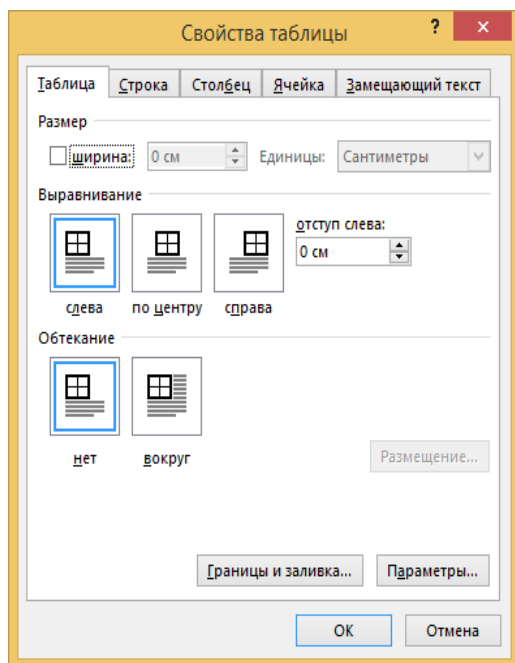 Свойства таблицы ? ×
Таблица Строка Столбец Ячейка Замещающий текст
Размер
ширина: 0 см Единицы: Сантиметры
Выравнивание
отступ слева:
0 см
слева по центру справа
Обтекание
нет вокруг
Размещение...
Границы и заливка... Параметры...
ОК Отмена